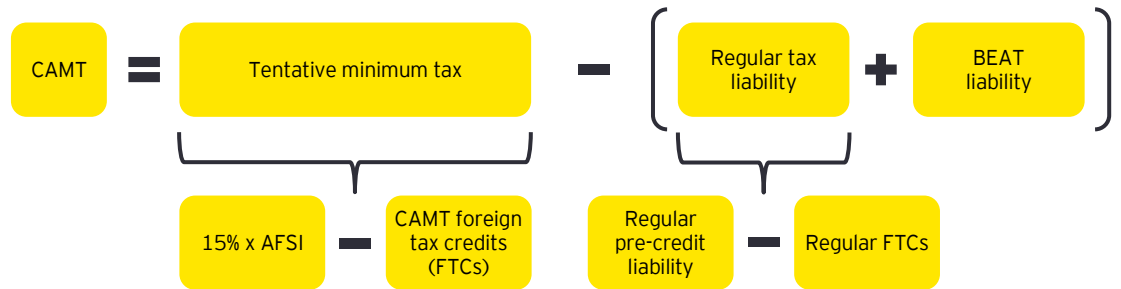 CAMT
=
Tentative minimum tax
–
(
Regular tax
liability
+
BEAT
liability
)
15% x AFSI
–
CAMT foreign
tax credits
(FTCs)
Regular
pre-credit
liability
–
Regular FTCs